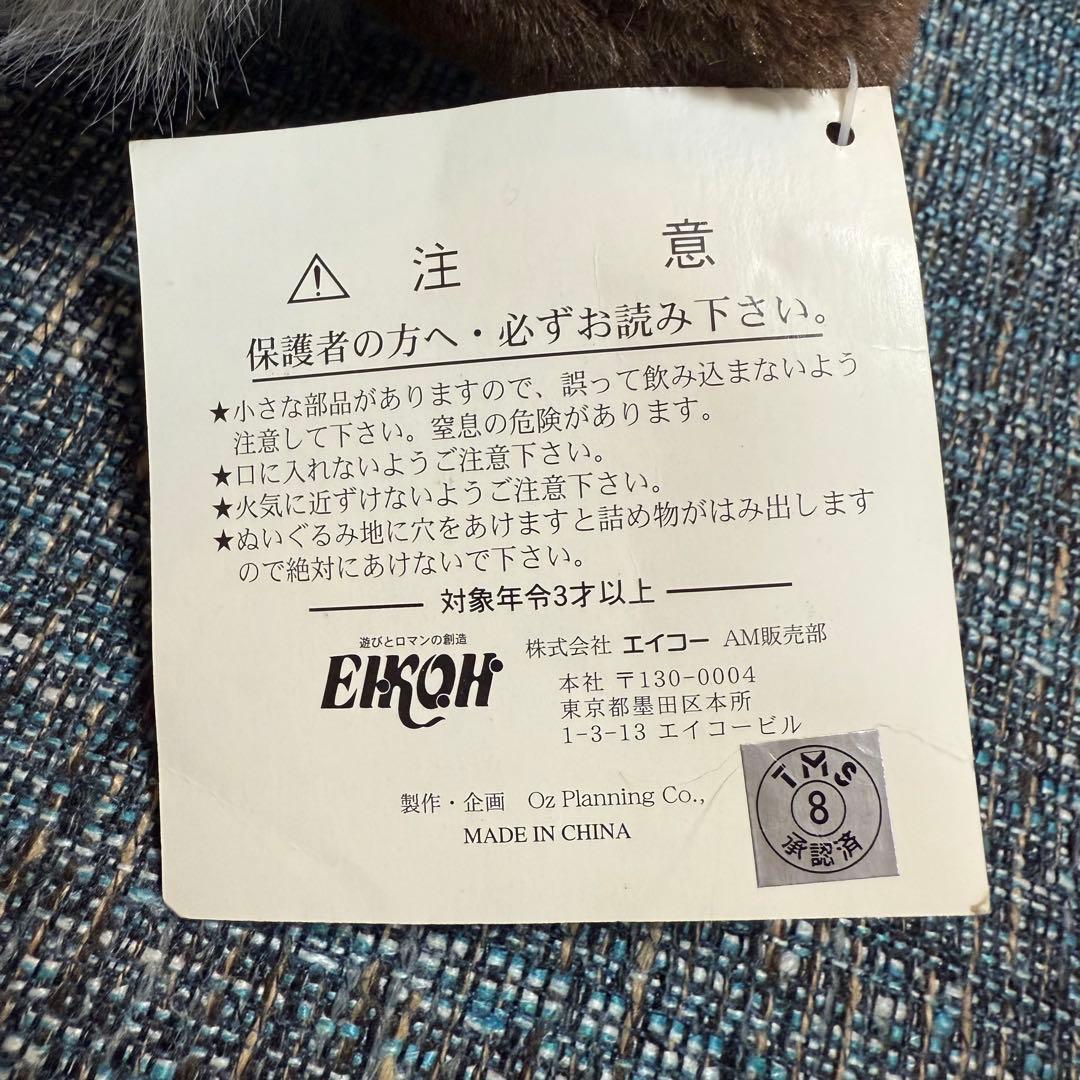 ⚠ 注 意
保護者の方へ・必ずお読み下さい。
★小さな部品がありますので、誤って飲み込まないよう
注意して下さい。窒息の危険があります。
★口に入れないようご注意下さい。
★火気に近ずけないようご注意下さい。
★ぬいぐるみ地に穴をあけますと詰め物がはみ出します
ので絶対にあけないで下さい。
対象年令3才以上
遊びとロマンの創造
EIKOH
株式会社 エイコー AM販売部
本社 〒130-0004
東京都墨田区本所
1-3-13 エイコービル
製作・企画 Oz Planning Co.,
MADE IN CHINA
TMS
8
承認済